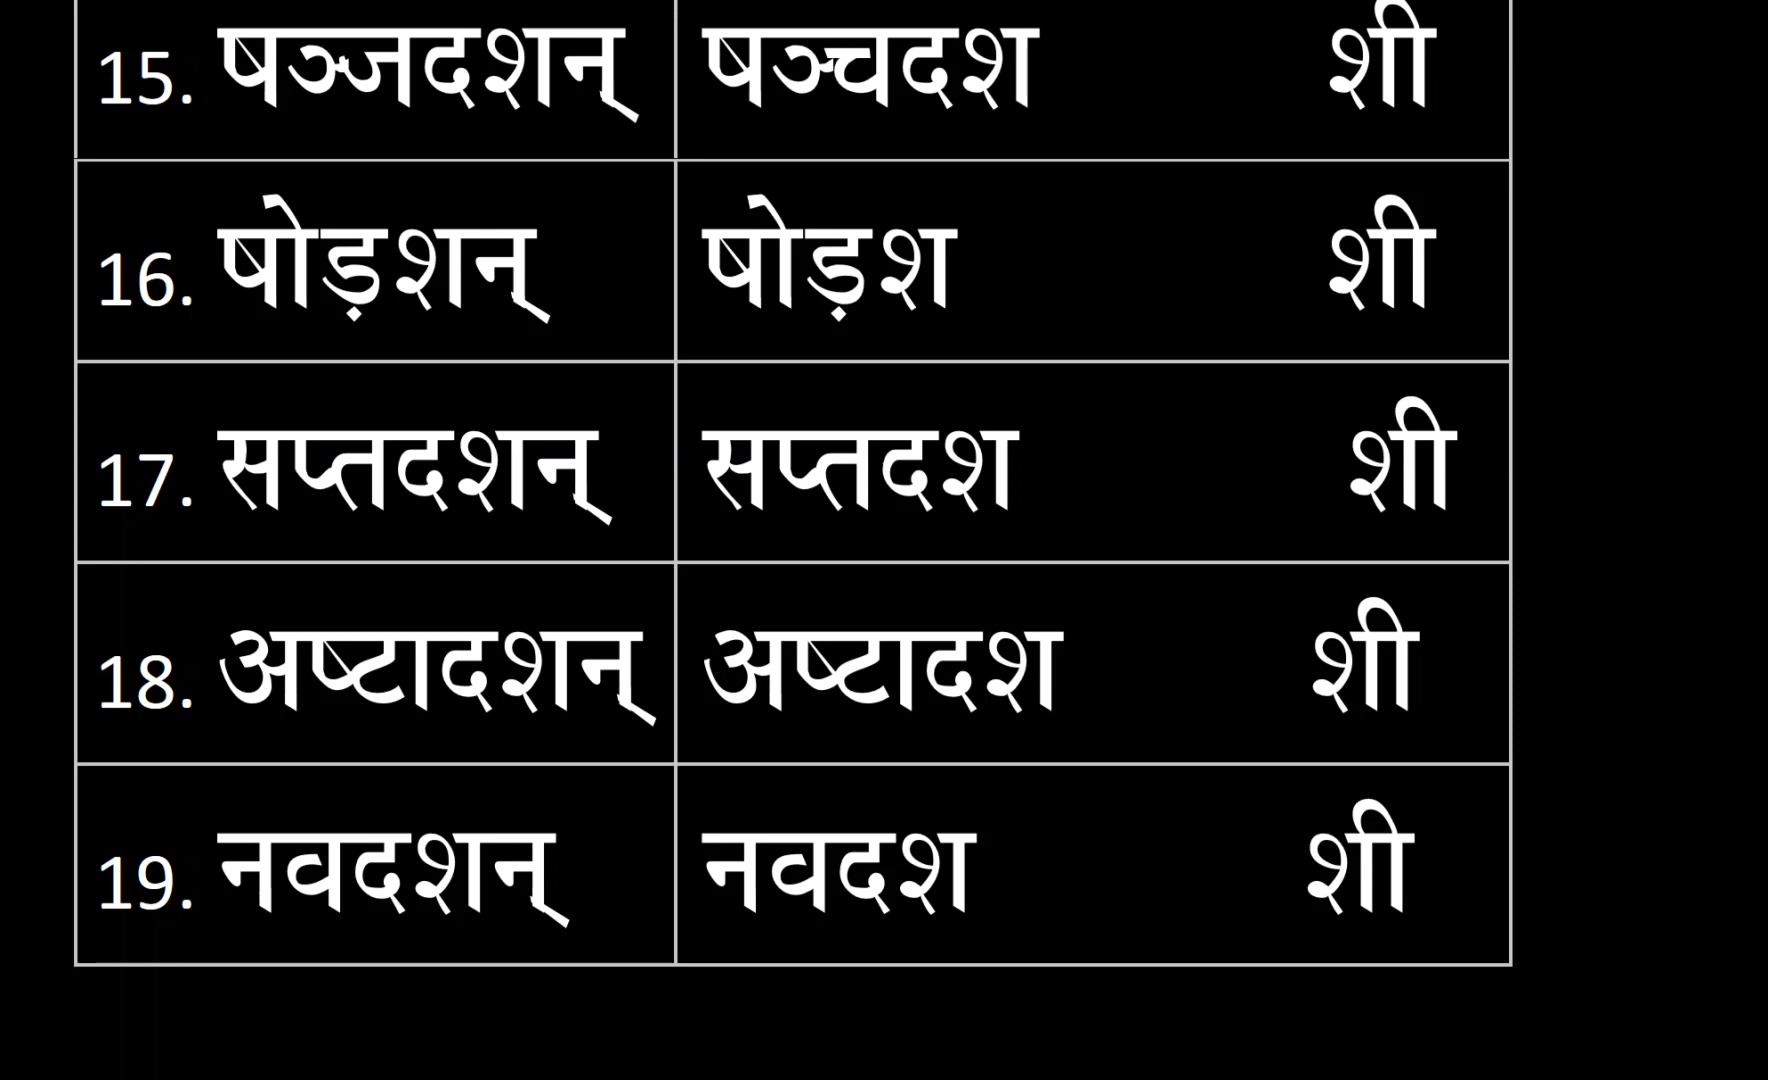 15. षञ्जदशन् षञ्चदश शी
16. षोड़शन् षोड़श शी
17. सप्तदशन् सप्तदश शी
18. अष्टादशन् अष्टादश शी
19. नवदशन् नवदश शी